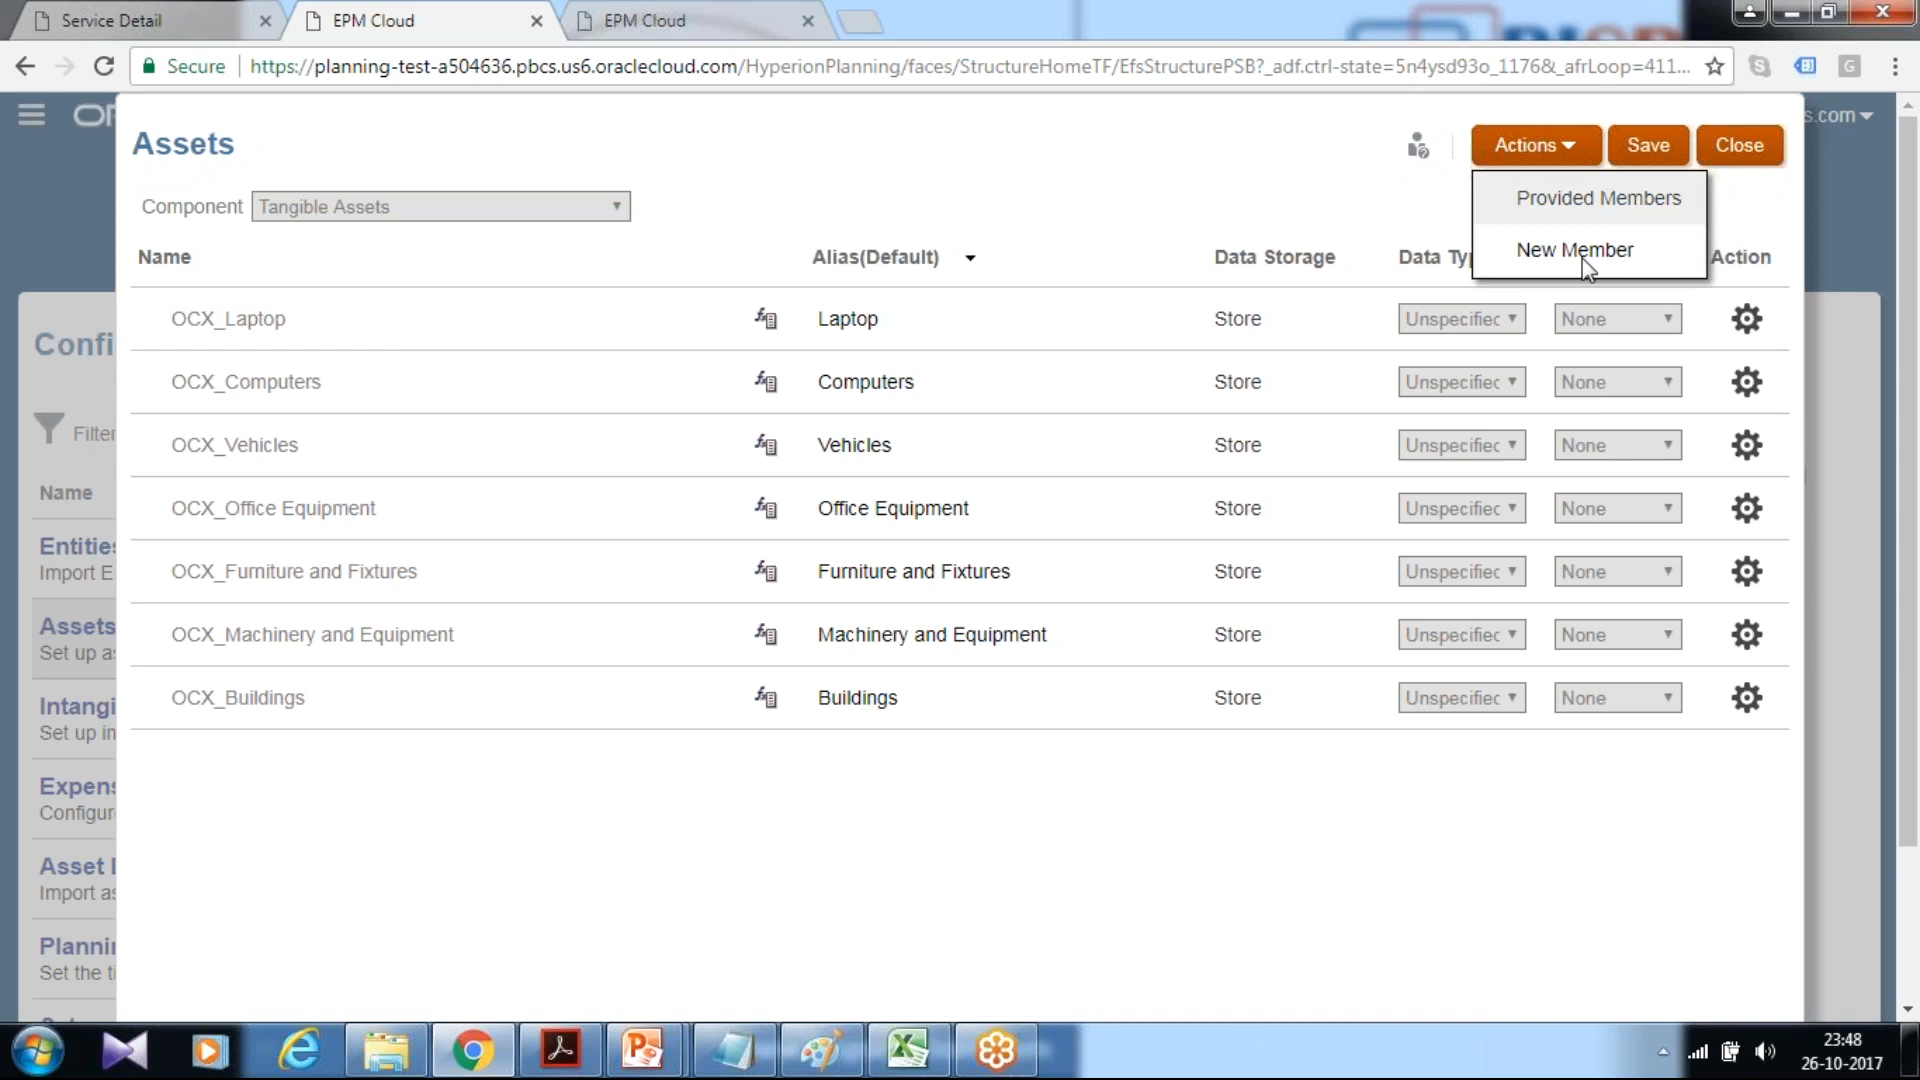 Service Detail
EPM Cloud
EPM Cloud
Secure
https://planning-test-a504636.pbcs.us6.oraclecloud.com/HyperionPlanning/faces/StructureHomeTF/EfsStructurePSB?_adf.ctrl-state=5n4ysd93o_1176&_afrLoop=411...
s.com
Assets
Actions
Save
Close
Provided Members
New Member
Component
Tangible Assets
Name
Alias(Default)
Data Storage
Data Typ
Action
OCX_Laptop
Laptop
Store
Unspecifiec
None
OCX_Computers
Computers
Store
Unspecifiec
None
OCX_Vehicles
Vehicles
Store
Unspecifiec
None
OCX_Office Equipment
Office Equipment
Store
Unspecifiec
None
OCX_Furniture and Fixtures
Furniture and Fixtures
Store
Unspecifiec
None
OCX_Machinery and Equipment
Machinery and Equipment
Store
Unspecifiec
None
OCX_Buildings
Buildings
Store
Unspecifiec
None
Confi
Filter
Name
Entities
Import E
Assets
Set up as
Intangi
Set up in
Expens
Configur
Asset I
Import as
Plannin
Set the ti
23:48
26-10-2017